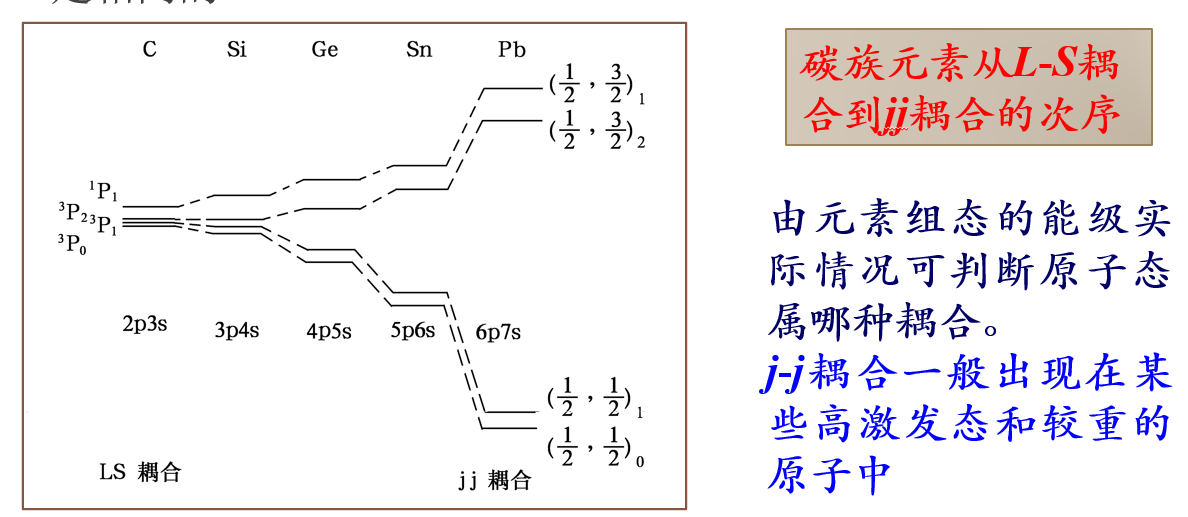 C Si Ge Sn Pb
(1/2, 3/2)₁
(1/2, 3/2)₂
¹P₁
³P₂ ³P₁
³P₀
2p3s 3p4s 4p5s 5p6s 6p7s
(1/2, 1/2)₁
(1/2, 1/2)₀
LS 耦合 jj 耦合
碳族元素从L-S耦
合到jj耦合的次序
由元素组态的能级实
际情况可判断原子态
属哪种耦合。
j-j耦合一般出现在某
些高激发态和较重的
原子中